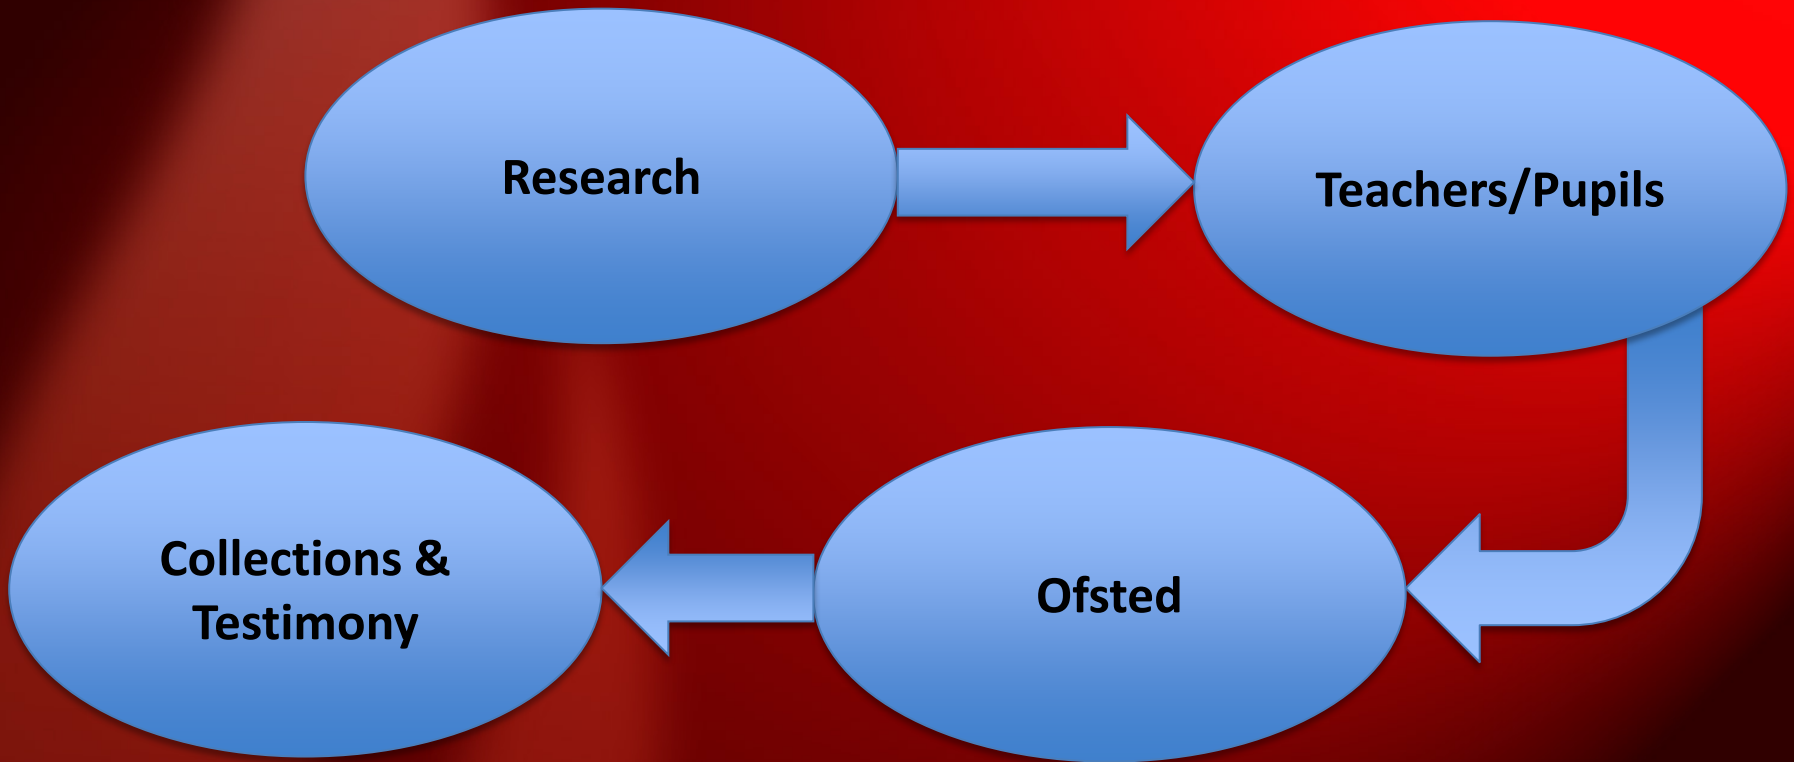 Research
Teachers/Pupils
Ofsted
Collections &
Testimony